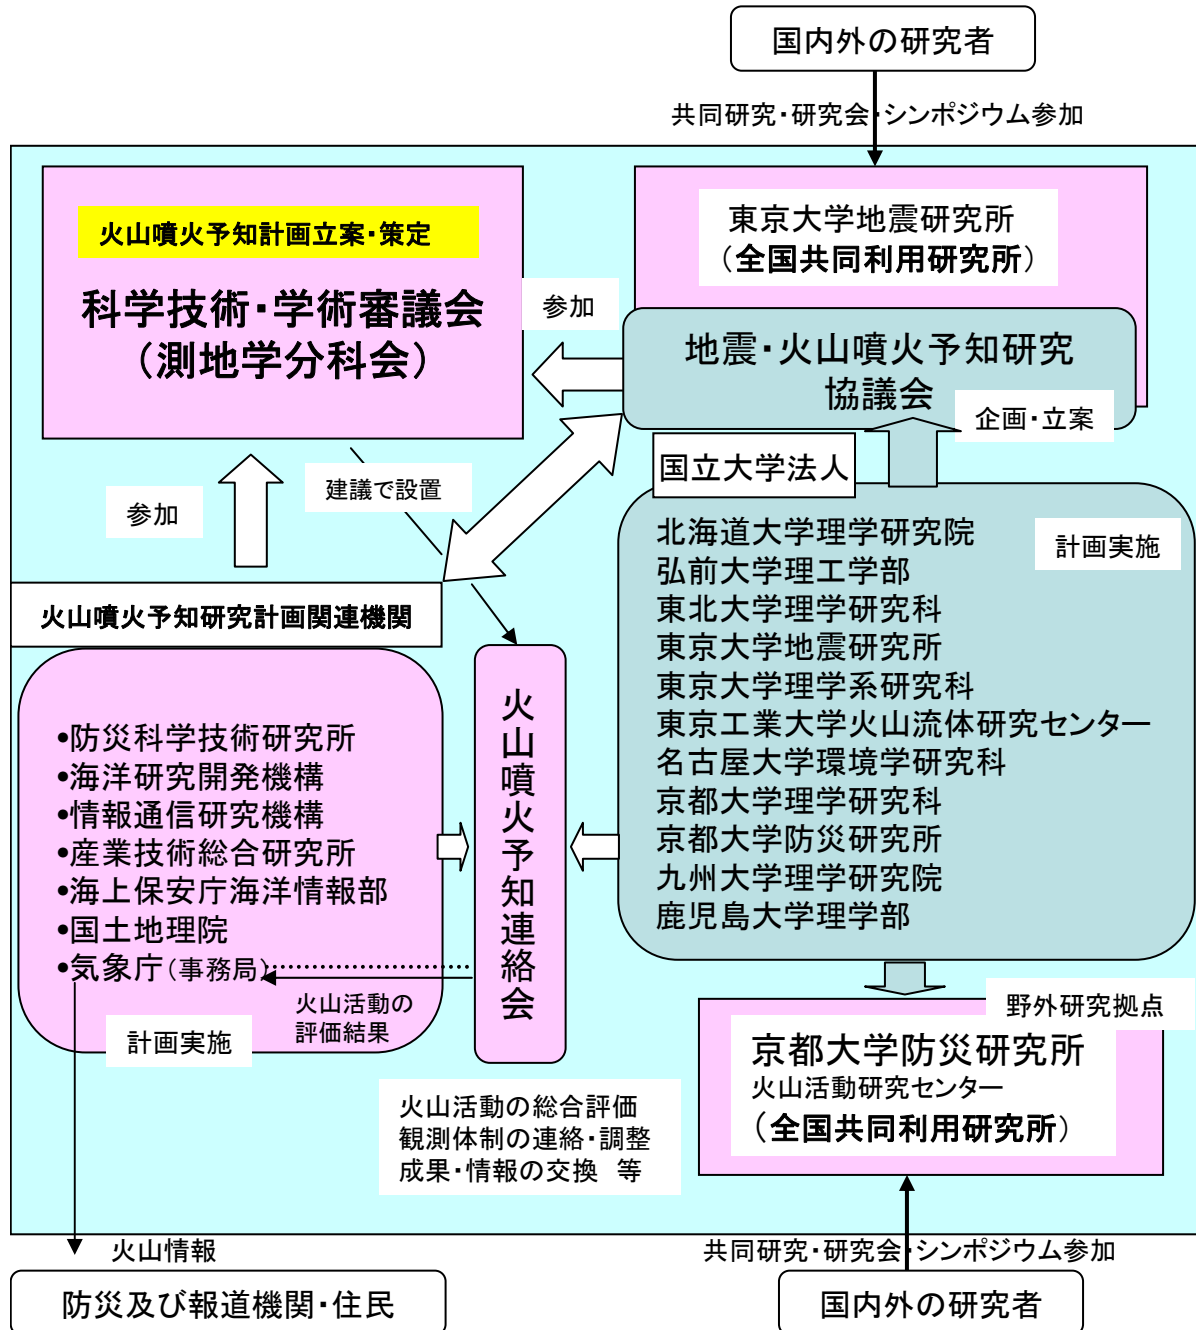 国内外の研究者
共同研究・研究会・シンポジウム参加
火山噴火予知計画立案・策定
科学技術・学術審議会
（測地学分科会）
参加
東京大学地震研究所
（全国共同利用研究所）
地震・火山噴火予知研究
協議会
企画・立案
国立大学法人
建議で設置
参加
北海道大学理学研究院
弘前大学理工学部
東北大学理学研究科
東京大学地震研究所
東京大学理学系研究科
東京工業大学火山流体研究センター
名古屋大学環境学研究科
京都大学理学研究科
京都大学防災研究所
九州大学理学研究院
鹿児島大学理学部
計画実施
火山噴火予知研究計画関連機関
•防災科学技術研究所
•海洋研究開発機構
•情報通信研究機構
•産業技術総合研究所
•海上保安庁海洋情報部
•国土地理院
•気象庁（事務局）
火山活動の
評価結果
計画実施
火山噴火予知連絡会
火山活動の総合評価
観測体制の連絡・調整
成果・情報の交換　等
野外研究拠点
京都大学防災研究所
火山活動研究センター
（全国共同利用研究所）
火山情報
共同研究・研究会・シンポジウム参加
防災及び報道機関・住民
国内外の研究者